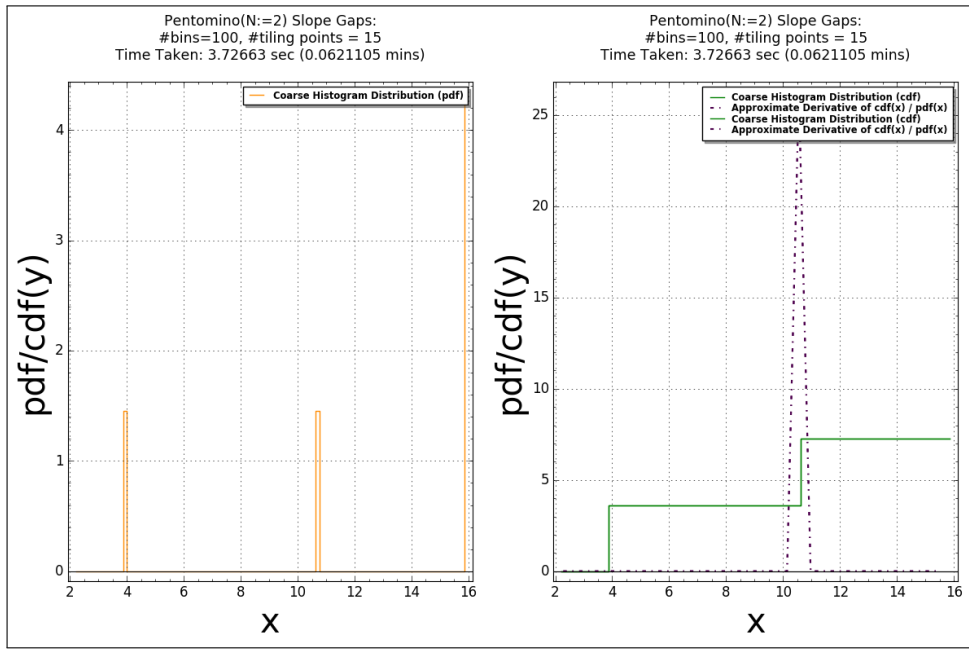 Pentomino(N:=2) Slope Gaps:
#bins=100, #tiling points = 15
Time Taken: 3.72663 sec (0.0621105 mins)
Coarse Histogram Distribution (pdf)
pdf/cdf(y)
4
3
2
1
0
2 4 6 8 10 12 14 16
x
Pentomino(N:=2) Slope Gaps:
#bins=100, #tiling points = 15
Time Taken: 3.72663 sec (0.0621105 mins)
Coarse Histogram Distribution (cdf)
Approximate Derivative of cdf(x) / pdf(x)
Coarse Histogram Distribution (cdf)
Approximate Derivative of cdf(x) / pdf(x)
pdf/cdf(y)
25
20
15
10
5
0
2 4 6 8 10 12 14 16
x